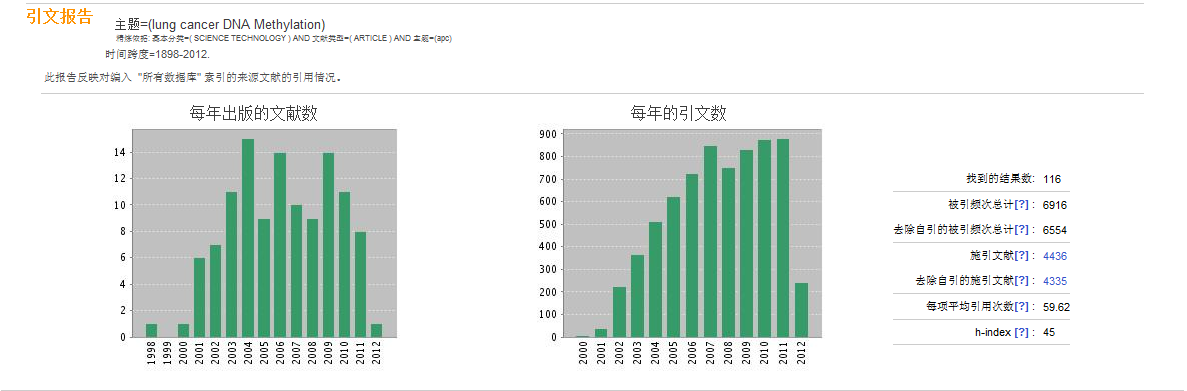 引文报告
主题=(lung cancer DNA Methylation)
精炼依据: 基本分类=( SCIENCE TECHNOLOGY ) AND 文献类型=( ARTICLE ) AND 主题=(apc)
时间跨度=1898-2012.
此报告反映对编入 "所有数据库" 索引的来源文献的引用情况。
每年出版的文献数
14
12
10
8
6
4
2
0
1998 1999 2000 2001 2002 2003 2004 2005 2006 2007 2008 2009 2010 2011 2012
每年的引文数
900
800
700
600
500
400
300
200
100
0
2000 2001 2002 2003 2004 2005 2006 2007 2008 2009 2010 2011 2012
找到的结果数: 116
被引频次总计[?] : 6916
去除自引的被引频次总计[?] : 6554
施引文献[?] : 4436
去除自引的施引文献[?] : 4335
每项平均引用次数[?] : 59.62
h-index [?] : 45